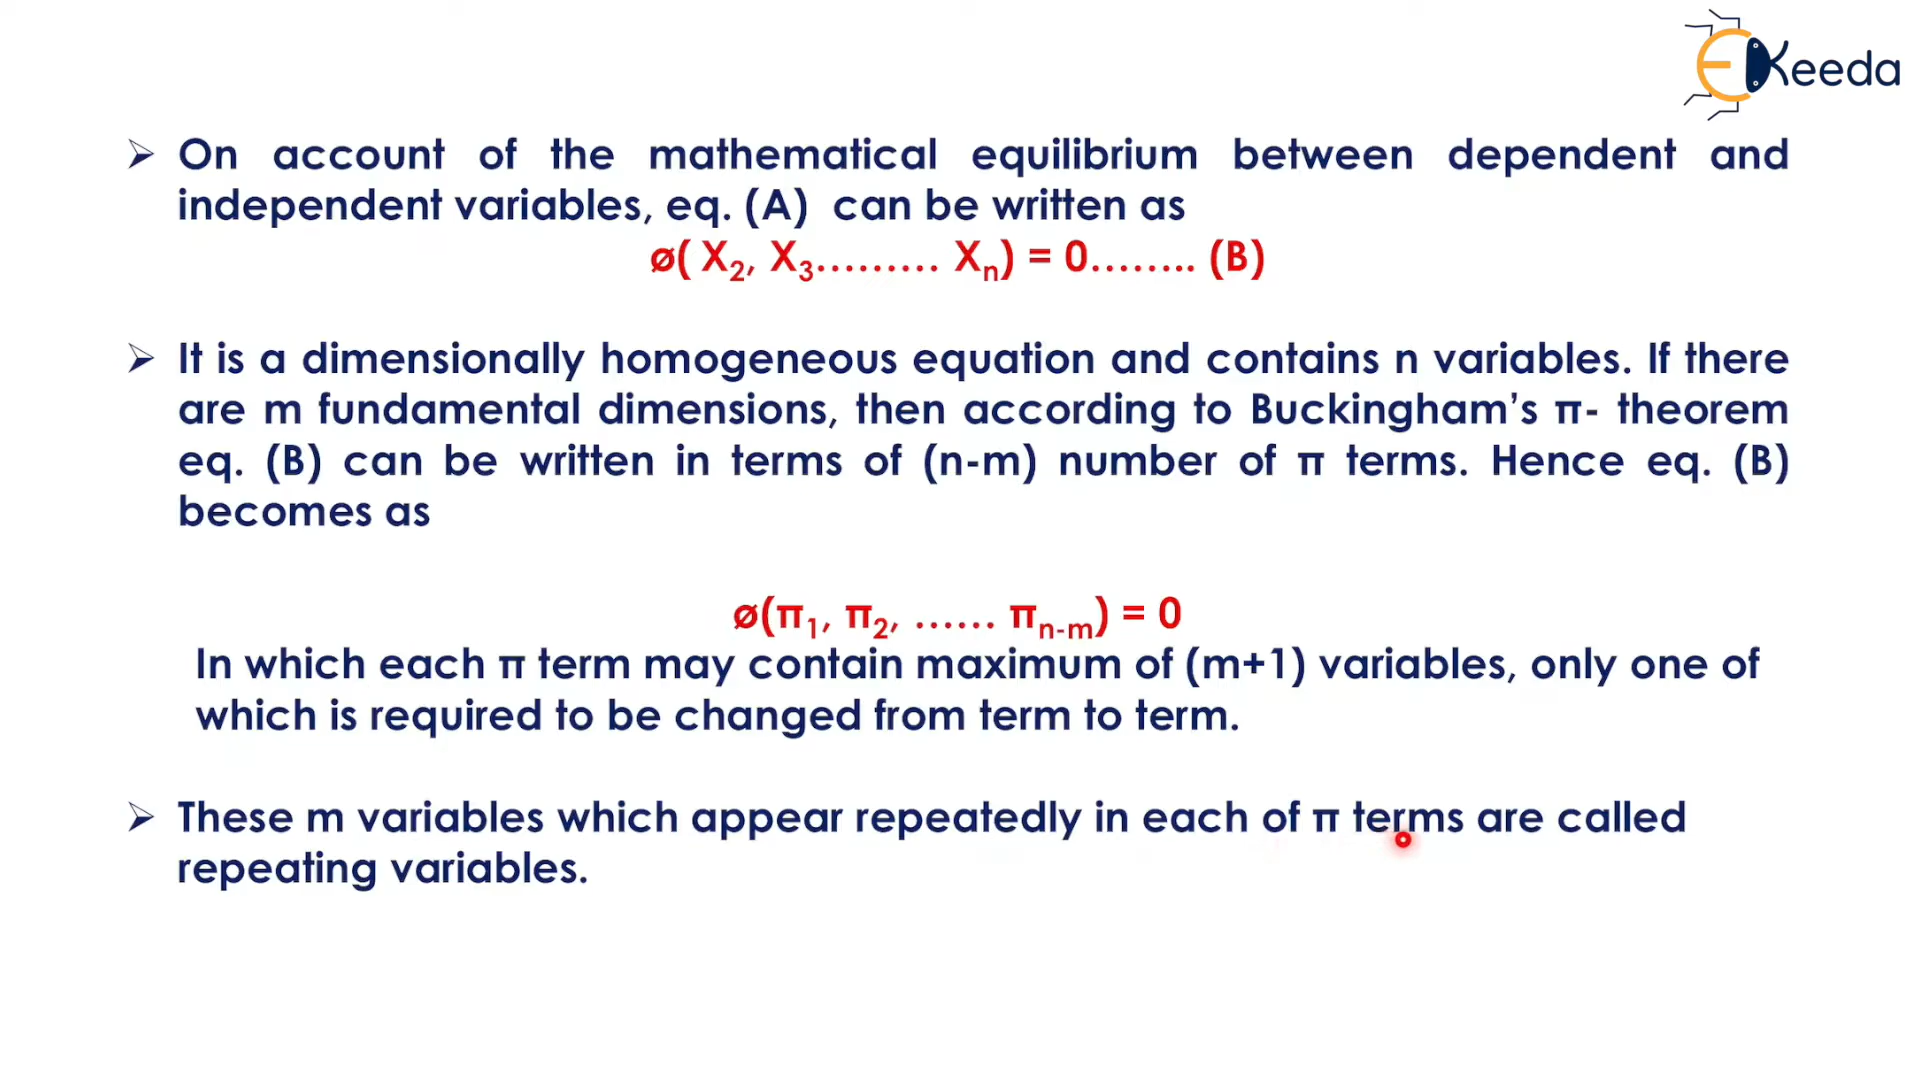 EKeeda
➢ On account of the mathematical equilibrium between dependent and
independent variables, eq. (A) can be written as
ø( X₂, X₃......... Xₙ) = 0........ (B)
➢ It is a dimensionally homogeneous equation and contains n variables. If there
are m fundamental dimensions, then according to Buckingham’s π- theorem
eq. (B) can be written in terms of (n-m) number of π terms. Hence eq. (B)
becomes as
ø(π₁, π₂, ...... πₙ₋ₘ) = 0
In which each π term may contain maximum of (m+1) variables, only one of
which is required to be changed from term to term.
➢ These m variables which appear repeatedly in each of π terms are called
repeating variables.